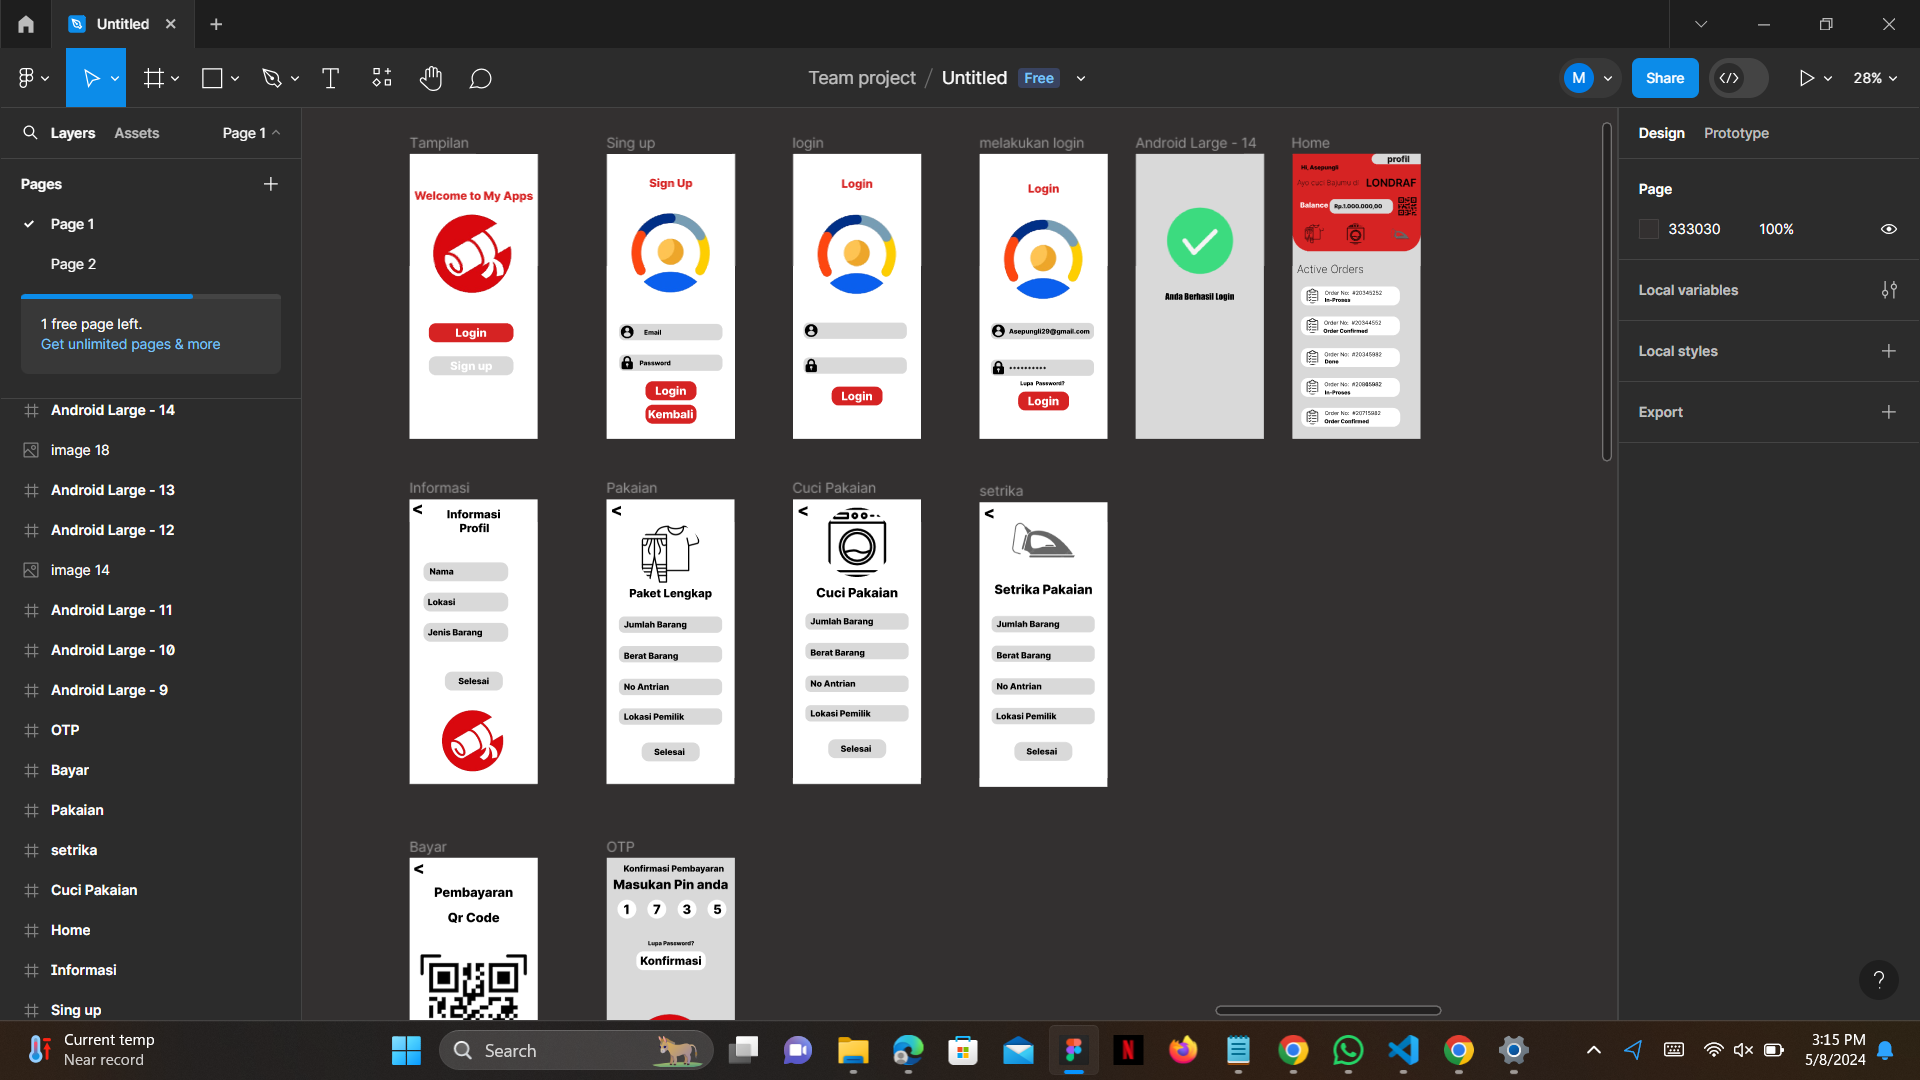 Untitled
Team project / Untitled Free
M
Share
28%
Layers
Assets
Page 1
Pages
Page 1
Page 2
1 free page left.
Get unlimited pages & more
Android Large - 14
image 18
Android Large - 13
Android Large - 12
image 14
Android Large - 11
Android Large - 10
Android Large - 9
OTP
Bayar
Pakaian
setrika
Cuci Pakaian
Home
Informasi
Sing up
Tampilan
Welcome to My Apps
Login
Sign up
Sing up
Sign Up
Email
Password
Login
Kembali
login
Login
Login
melakukan login
Login
Asepungli29@gmail.com
Lupa Password?
Login
Android Large - 14
Anda Berhasil Login
Home
profil
Hi, Asepungli
Ayo cuci Bajumu di LONDRAF
Balance Rp.1.000.000,00
Active Orders
Order No: #20345252
In-Proses
Order No: #20344552
Order Confirmed
Order No: #20345982
Done
Order No: #20865982
In-Proses
Order No: #20715982
Order Confirmed
Informasi
<
Informasi
Profil
Nama
Lokasi
Jenis Barang
Selesai
Pakaian
<
Paket Lengkap
Jumlah Barang
Berat Barang
No Antrian
Lokasi Pemilik
Selesai
Cuci Pakaian
<
Cuci Pakaian
Jumlah Barang
Berat Barang
No Antrian
Lokasi Pemilik
Selesai
setrika
<
Setrika Pakaian
Jumlah Barang
Berat Barang
No Antrian
Lokasi Pemilik
Selesai
Bayar
<
Pembayaran
Qr Code
OTP
Konfirmasi Pembayaran
Masukan Pin anda
1 7 3 5
Lupa Password?
Konfirmasi
Design
Prototype
Page
333030
100%
Local variables
Local styles
Export
?
Current temp
Near record
Search
N
3:15 PM
5/8/2024